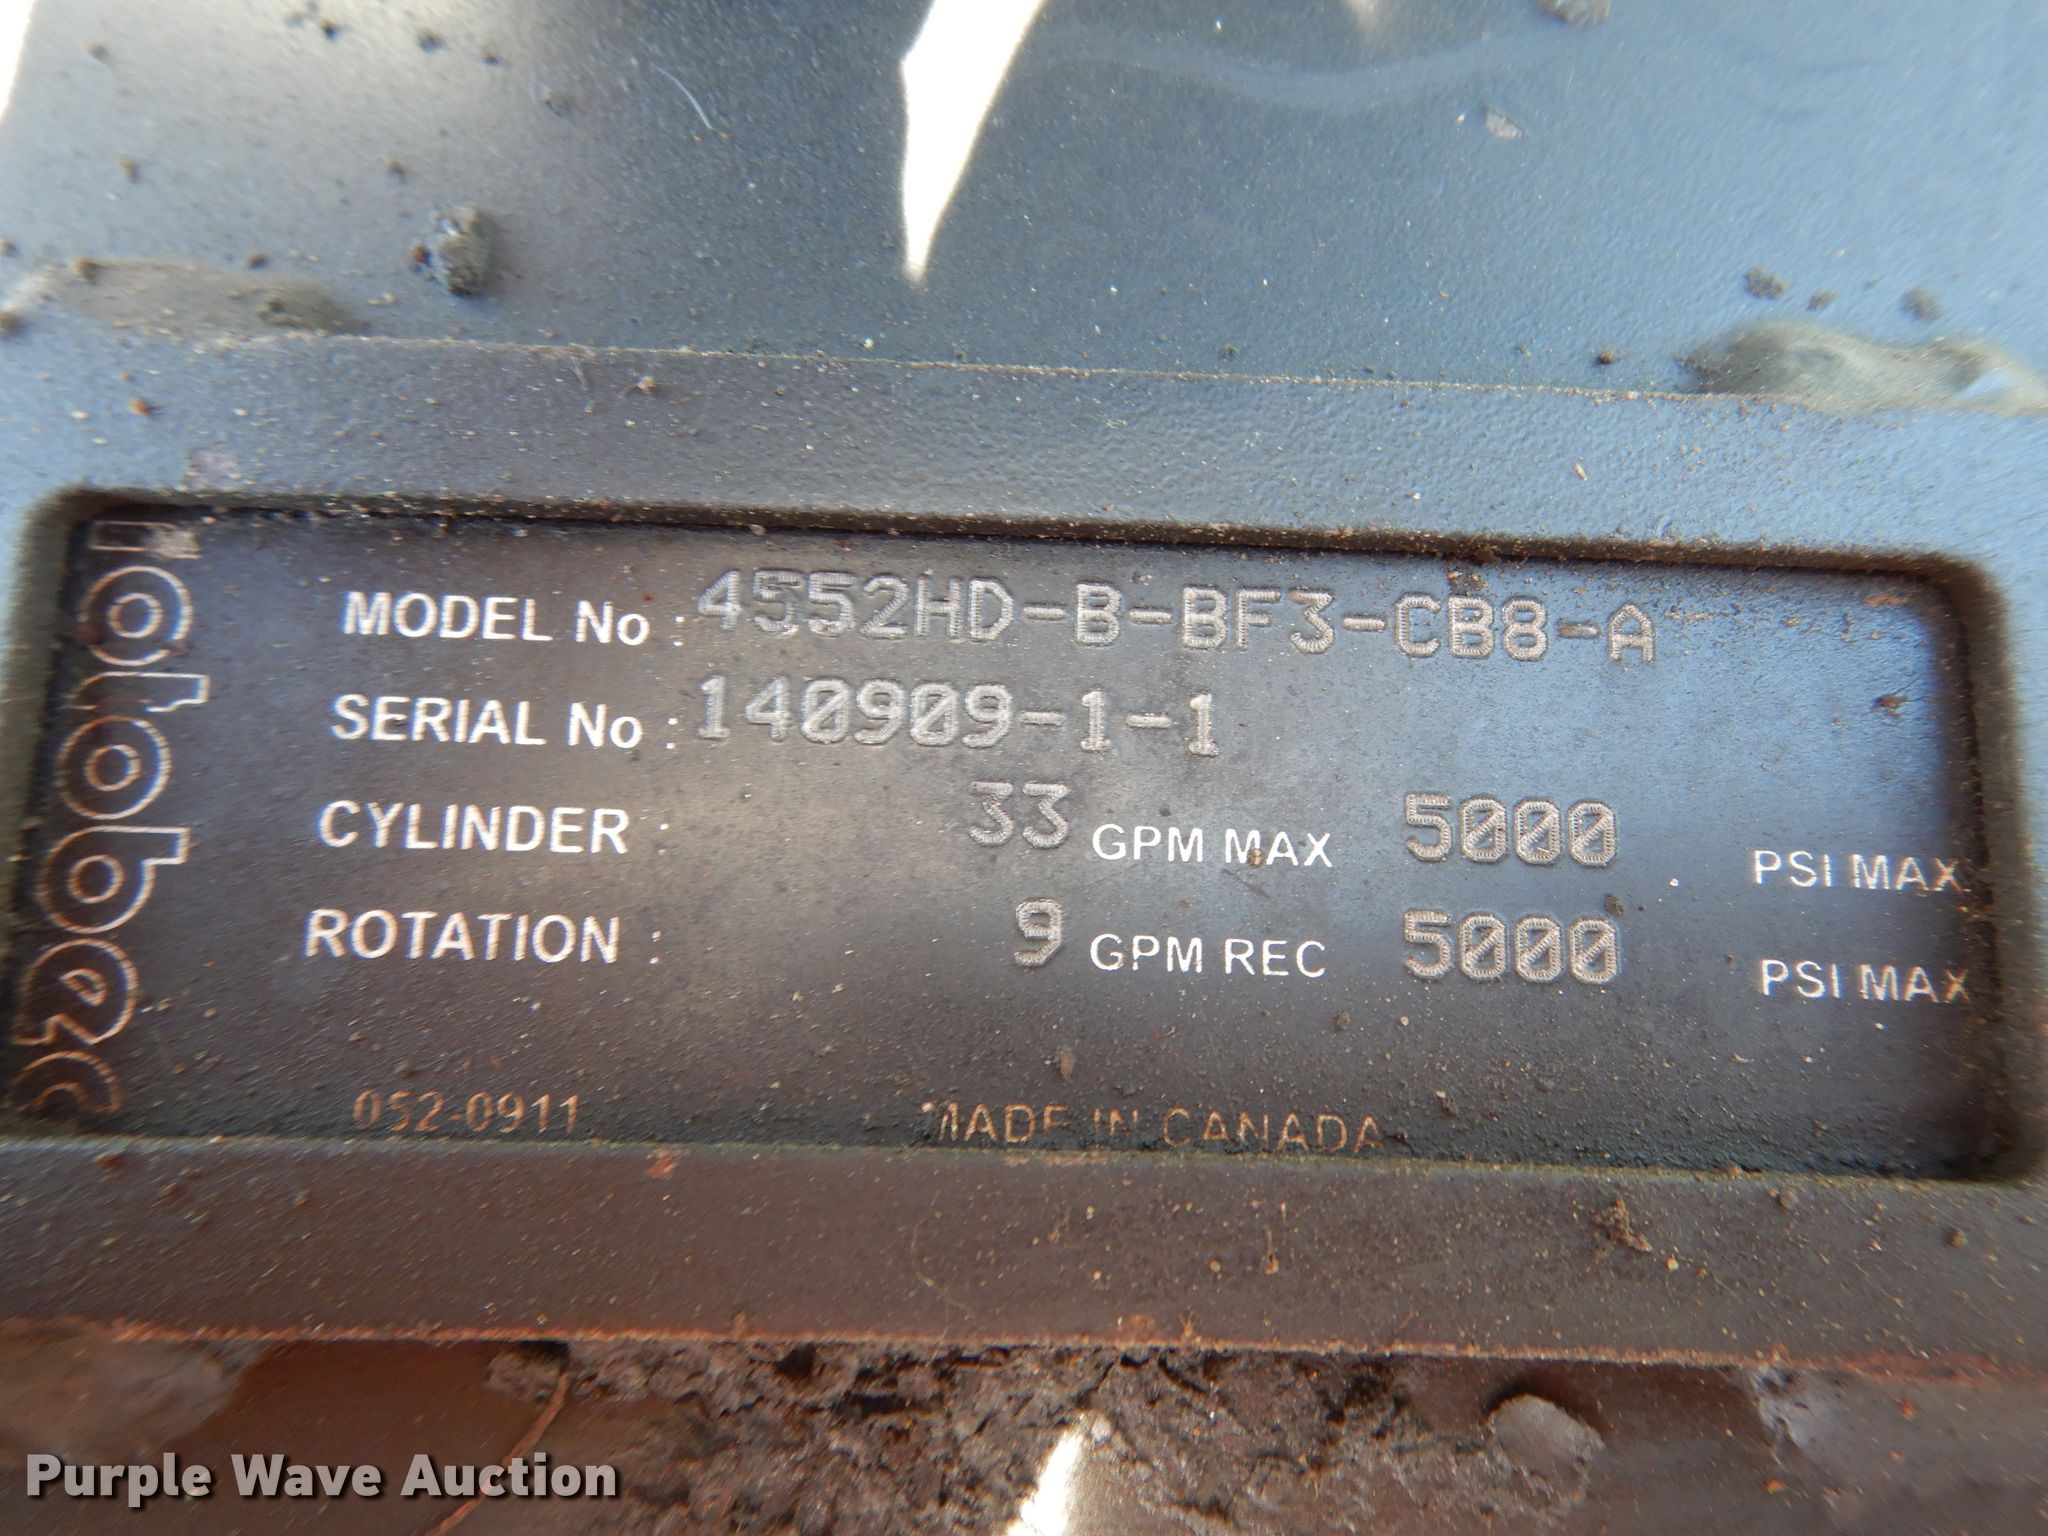 rotobec
MODEL No : 4552HD-B-BF3-CB8-A
SERIAL No : 140909-1-1
CYLINDER : 33 GPM MAX 5000 PSI MAX
ROTATION : 9 GPM REC 5000 PSI MAX
052-0911 MADE IN CANADA
Purple Wave Auction